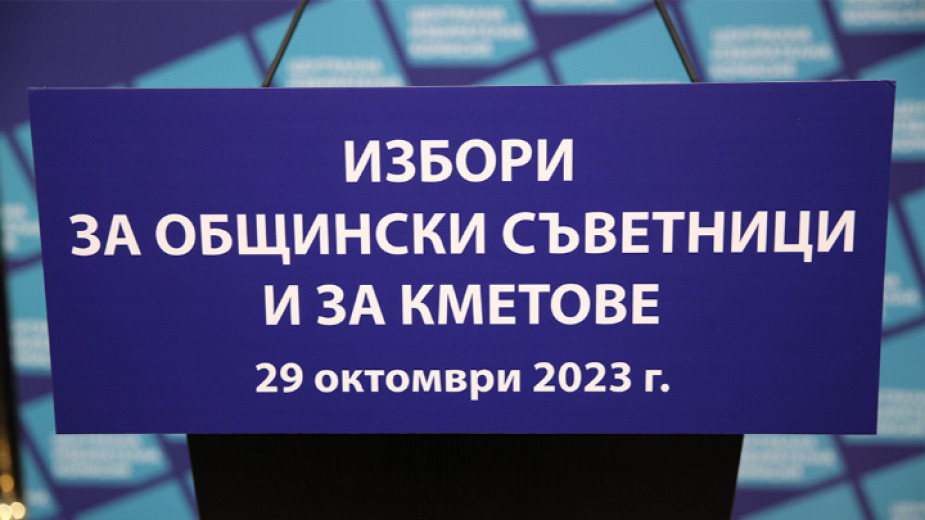 ИЗБОРИ
ЗА ОБЩИНСКИ СЪВЕТНИЦИ
И ЗА КМЕТОВЕ
29 октомври 2023 г.